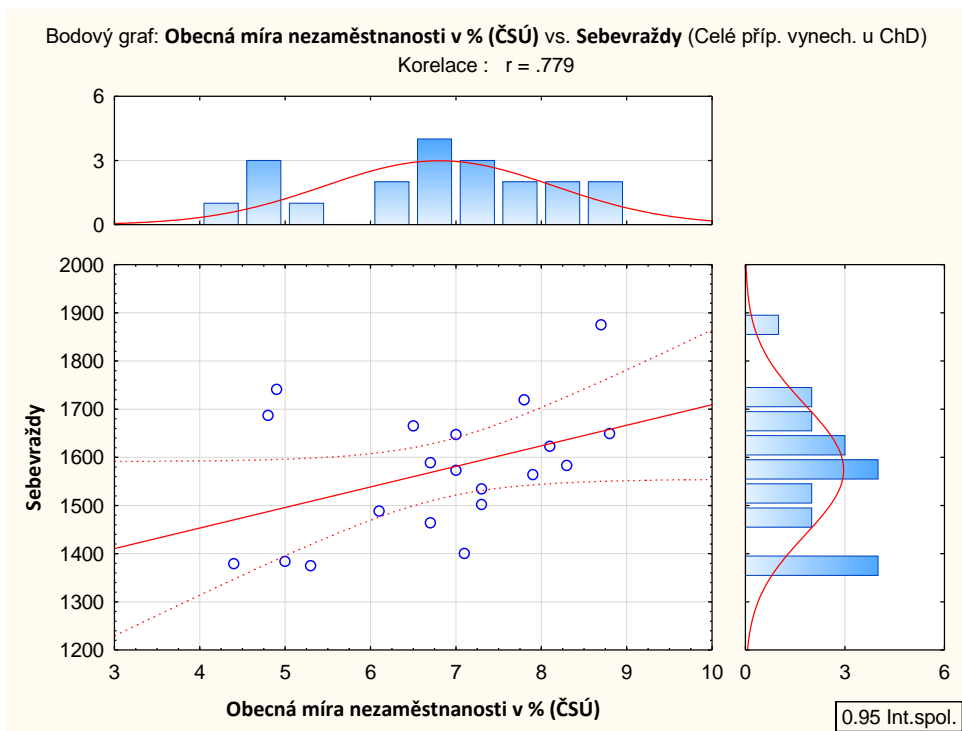 Bodový graf: Obecná míra nezaměstnanosti v % (ČSÚ) vs. Sebevraždy (Celé příp. vynech. u ChD)
Korelace : r = .779
6
3
0
2000
1900
1800
1700
1600
1500
1400
1300
1200
Sebevraždy
3 4 5 6 7 8 9 10
0 3 6
Obecná míra nezaměstnanosti v % (ČSÚ)
0.95 Int.spol.